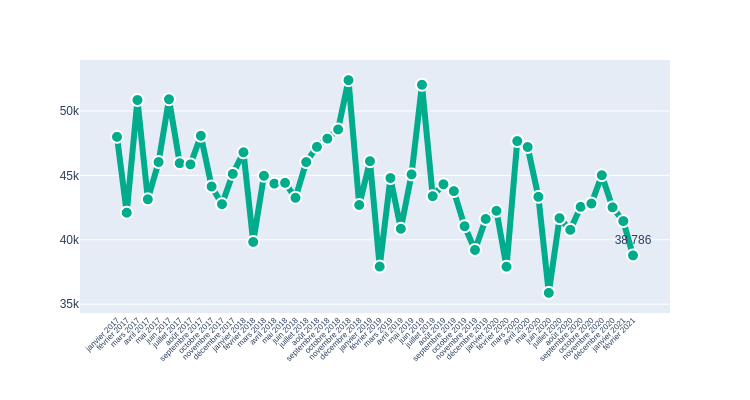 50k
45k
40k
35k
38,786
janvier 2017
février 2017
mars 2017
avril 2017
mai 2017
juin 2017
juillet 2017
août 2017
septembre 2017
octobre 2017
novembre 2017
décembre 2017
janvier 2018
février 2018
mars 2018
avril 2018
mai 2018
juin 2018
juillet 2018
août 2018
septembre 2018
octobre 2018
novembre 2018
décembre 2018
janvier 2019
février 2019
mars 2019
avril 2019
mai 2019
juin 2019
juillet 2019
août 2019
septembre 2019
octobre 2019
novembre 2019
décembre 2019
janvier 2020
février 2020
mars 2020
avril 2020
mai 2020
juin 2020
juillet 2020
août 2020
septembre 2020
octobre 2020
novembre 2020
décembre 2020
janvier 2021
février 2021